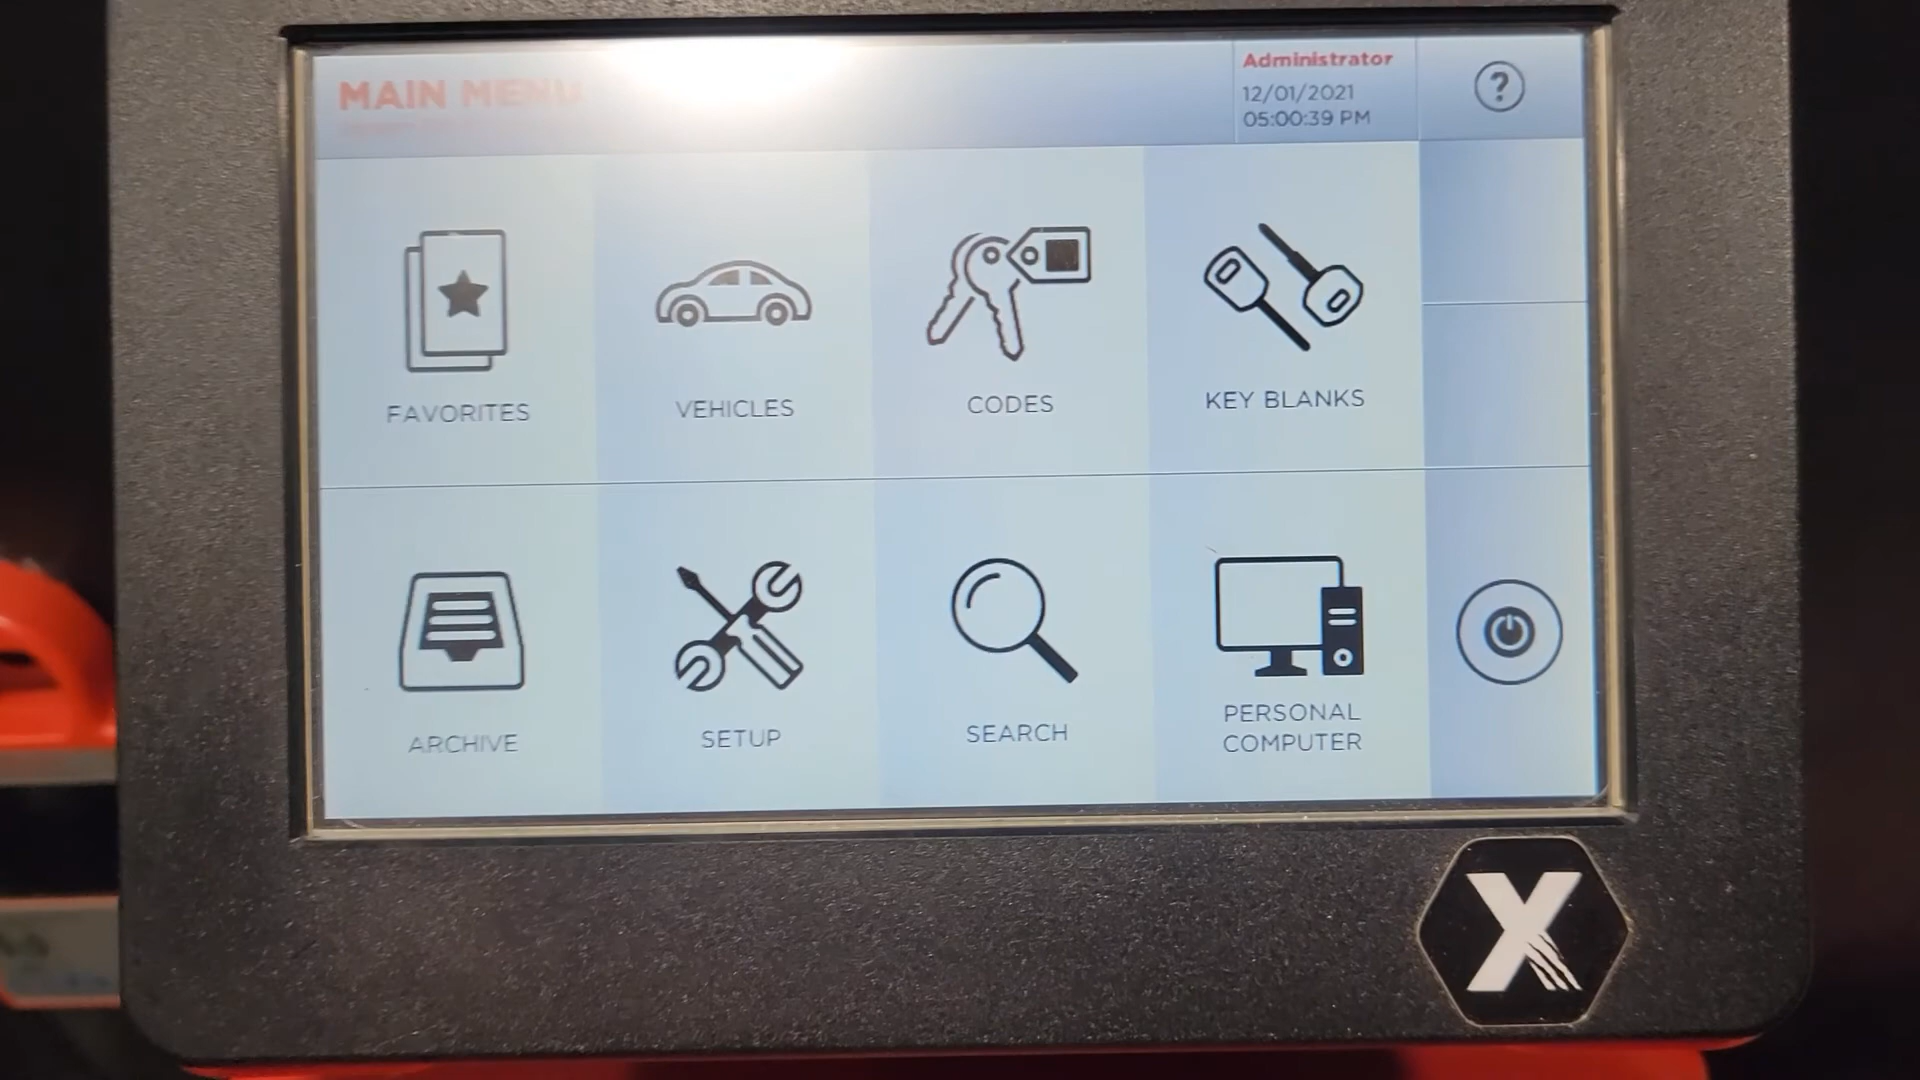 MAIN MENU
Administrator
12/01/2021
05:00:39 PM
?
FAVORITES
VEHICLES
CODES
KEY BLANKS
ARCHIVE
SETUP
SEARCH
PERSONAL
COMPUTER
X